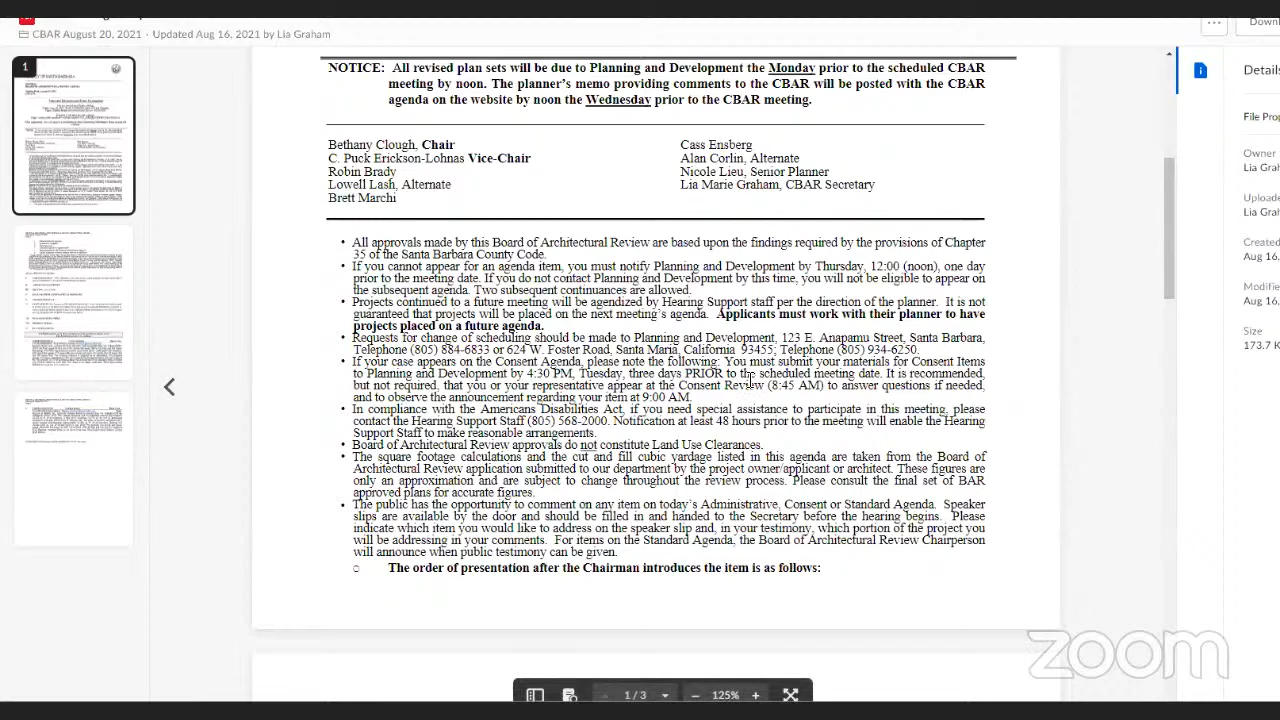 CBAR August 20, 2021 · Updated Aug 16, 2021 by Lia Graham
...
Downl
1
Details
File Prop
Owner
Lia Grah
Uploade
Lia Grah
Created
Aug 16,
Modifie
Aug 16,
Size
173.7 K
NOTICE: All revised plan sets will be due to Planning and Development the Monday prior to the scheduled CBAR
meeting by noon. The planner's memo providing comments to the CBAR will be posted with the CBAR
agenda on the website by noon the Wednesday prior to the CBAR meeting.
Bethany Clough, Chair
C. Puck Erickson-Lohnas Vice-Chair
Robin Brady
Lowell Lash, Alternate
Brett Marchi
Cass Ensberg
Alan Corlin, Alternate
Nicole Lieu, Senior Planner
Lia Marie Graham, CBAR Secretary
• All approvals made by the Board of Architectural Review are based upon the findings required by the provisions of Chapter
35 of the Santa Barbara County Code.
• If you cannot appear for an agenda item, you must notify Planning and Development by Thursday, 12:00 (noon), one day
prior to the meeting date. If you do not contact Planning and Development by this time, you will not be eligible to appear on
the subsequent agenda. Two subsequent continuances are allowed.
• Projects continued to a future meeting will be agendized by Hearing Support staff per direction of the planner. It is not
guaranteed that projects will be placed on the next meeting's agenda. Applicants must work with their planner to have
projects placed on a future agenda.
• Requests for change of scheduling should be made to Planning and Development, 123 E. Anapamu Street, Santa Barbara,
Foster Road, Santa Maria, California, 93455; Telephone (805) 934-6250.
• If your case appears on the Consent Agenda, please note the following: You must submit your materials for Consent Items
to Planning and Development by 4:30 PM, Tuesday, three days PRIOR to the scheduled meeting date. It is recommended,
but not required, that you or your representative appear at the Consent Review (8:45 AM) to answer questions if needed,
and to observe the announcement regarding your item at 9:00 AM.
• In compliance with the Americans Disabilities Act, if you need special assistance to participate in this meeting, please
contact the Hearing Support Staff (805) 568-2000. Notification at least 48 hours prior to the meeting will enable the Hearing
Support Staff to make reasonable arrangements.
• Board of Architectural Review approvals do not constitute Land Use Clearances.
• The square footage calculations and the cut and fill cubic yardage listed in this agenda are taken from the Board of
Architectural Review application submitted to our department by the project owner/applicant or architect. These figures are
only an approximation and are subject to change throughout the review process. Please consult the final set of BAR
approved plans for accurate figures.
• The public has the opportunity to comment on any item on today's Administrative, Consent or Standard Agenda. Speaker
slips are available by the door and should be filled in and handed to the Secretary before the hearing begins. Please
indicate which item you would like to address on the speaker slip and, in your testimony, which portion of the project you
will be addressing in your comments. For items on the Standard Agenda, the Board of Architectural Review Chairperson
will announce when public testimony can be given.
○ The order of presentation after the Chairman introduces the item is as follows:
zoom
1 / 3
125%